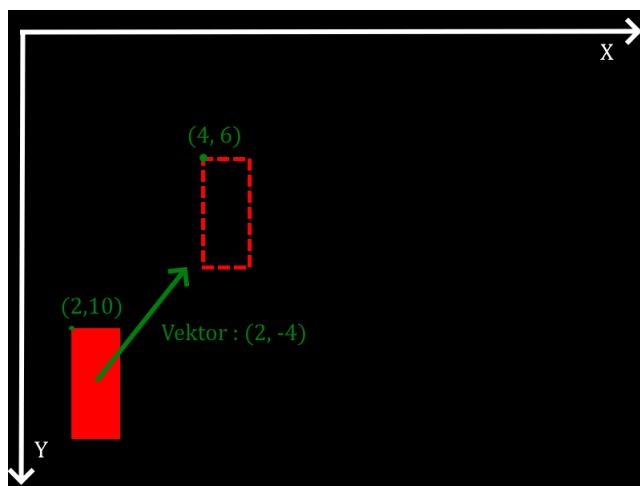 X
(4, 6)
(2,10)
Vektor : (2, -4)
Y